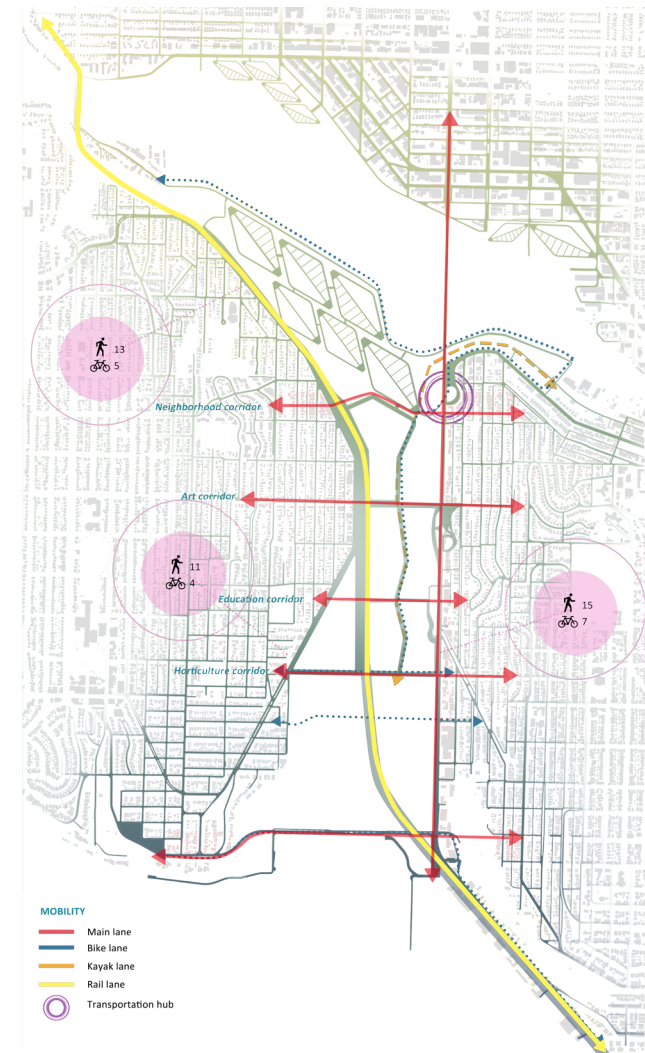 13
5
Neighborhood corridor
Art corridor
11
4
Education corridor
15
7
Horticulture corridor
MOBILITY
Main lane
Bike lane
Kayak lane
Rail lane
Transportation hub